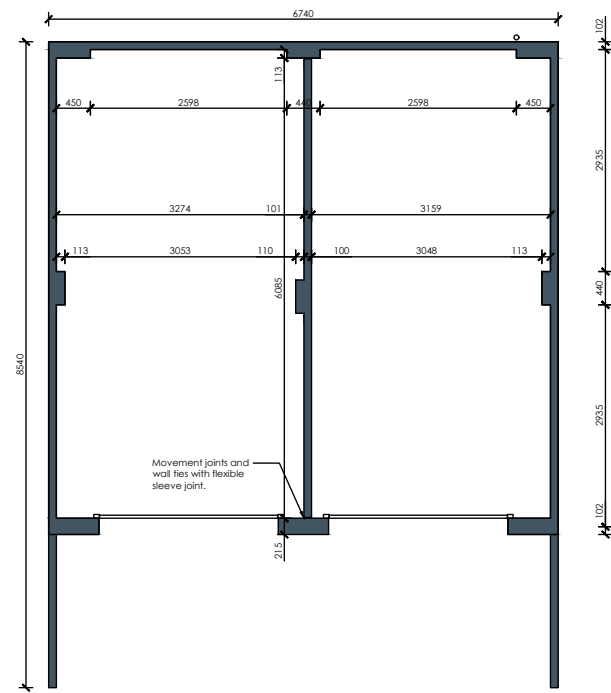 6740
102
113
450 2598 440 2598 450
2935
3274 101 3159
113 3053 110 100 3048 113
6085
440
8540
2935
Movement joints and
wall ties with flexible
sleeve joint.
102
215